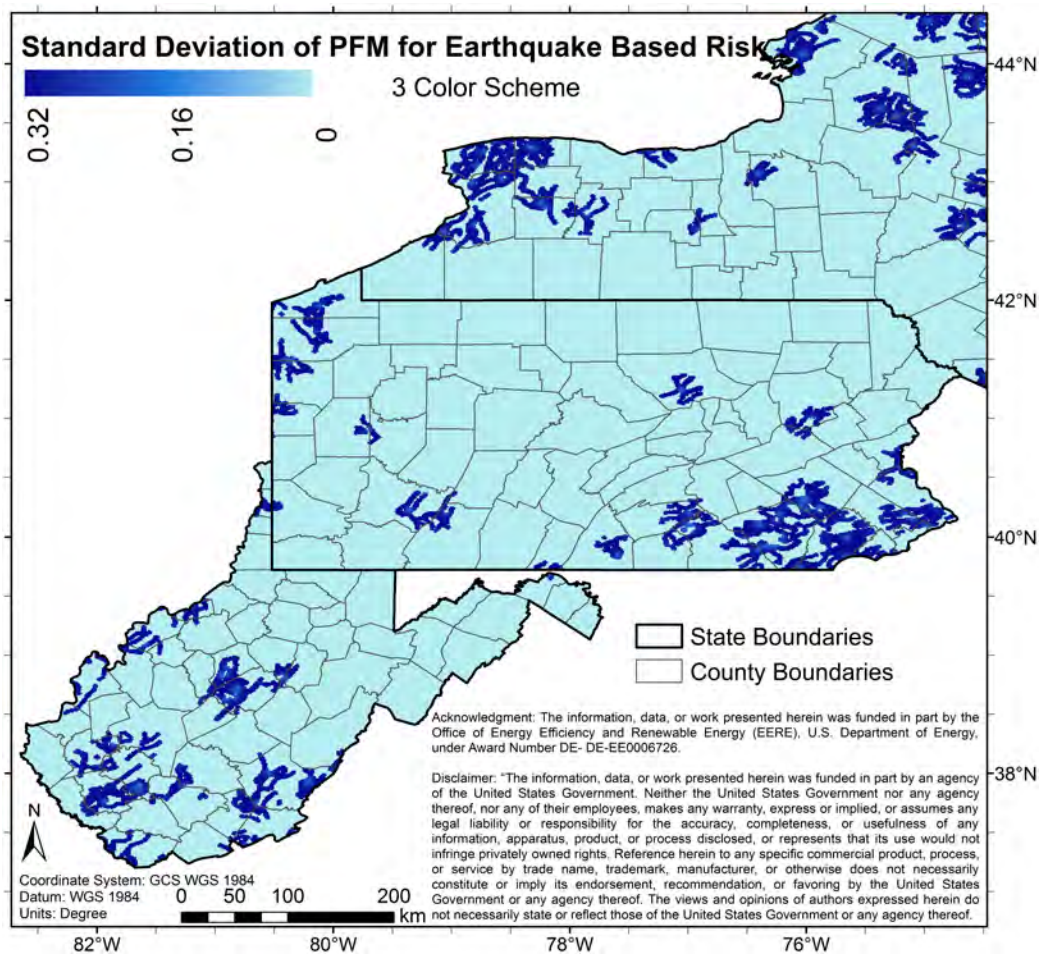 Standard Deviation of PFM for Earthquake Based Risk
3 Color Scheme
0.32
0.16
0
44°N
42°N
40°N
38°N
State Boundaries
County Boundaries
Acknowledgment: The information, data, or work presented herein was funded in part by the
Office of Energy Efficiency and Renewable Energy (EERE), U.S. Department of Energy,
under Award Number DE- DE-EE0006726.
Disclaimer: “The information, data, or work presented herein was funded in part by an agency
of the United States Government. Neither the United States Government nor any agency
thereof, nor any of their employees, makes any warranty, express or implied, or assumes any
legal liability or responsibility for the accuracy, completeness, or usefulness of any
information, apparatus, product, or process disclosed, or represents that its use would not
infringe privately owned rights. Reference herein to any specific commercial product, process,
or service by trade name, trademark, manufacturer, or otherwise does not necessarily
constitute or imply its endorsement, recommendation, or favoring by the United States
Government or any agency thereof. The views and opinions of authors expressed herein do
not necessarily state or reflect those of the United States Government or any agency thereof.
N
Coordinate System: GCS WGS 1984
Datum: WGS 1984
Units: Degree
0 50 100 200
km
82°W 80°W 78°W 76°W